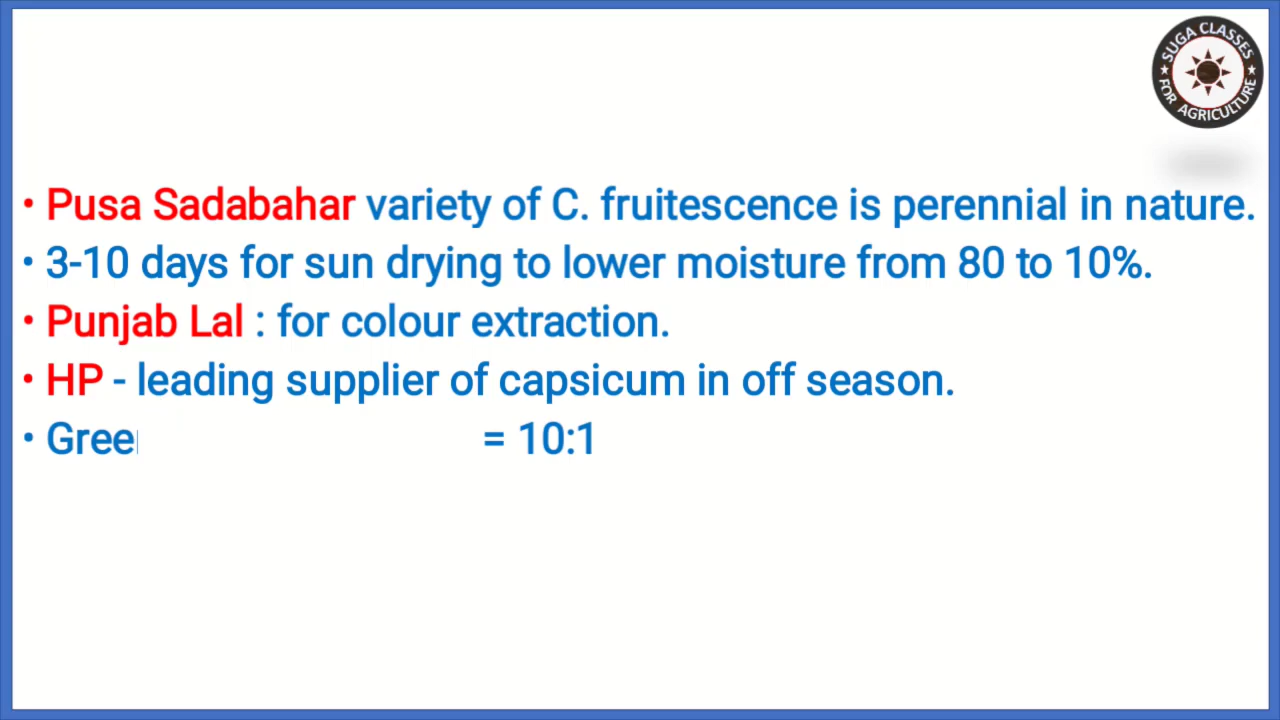 SUGA CLASSES
★ FOR AGRICULTURE ★
• Pusa Sadabahar variety of C. fruitescence is perennial in nature.
• 3-10 days for sun drying to lower moisture from 80 to 10%.
• Punjab Lal : for colour extraction.
• HP - leading supplier of capsicum in off season.
• = 10:1